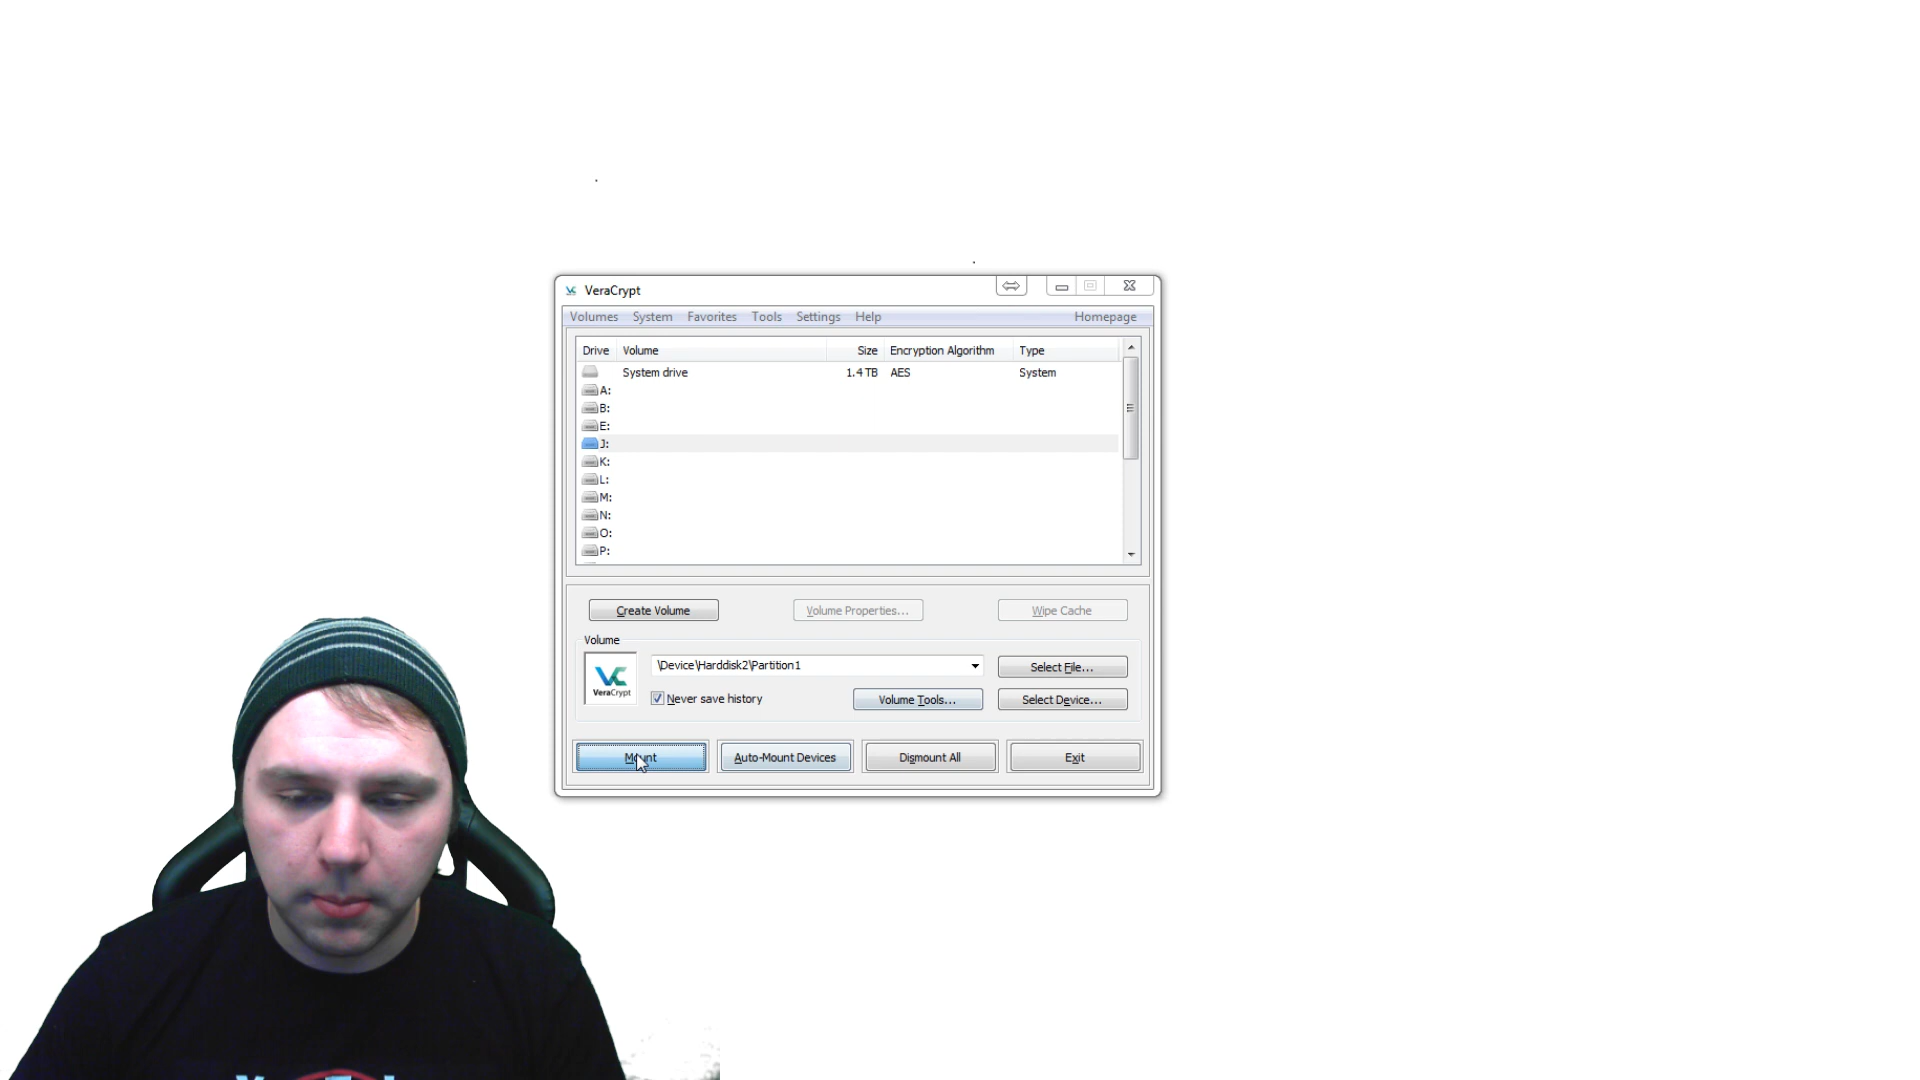 VeraCrypt
Volumes System Favorites Tools Settings Help Homepage
Drive Volume Size Encryption Algorithm Type
System drive 1.4 TB AES System
A:
B:
E:
J:
K:
L:
M:
N:
O:
P:
Create Volume Volume Properties... Wipe Cache
Volume
\Device\Harddisk2\Partition1 Select File...
VeraCrypt
Never save history Volume Tools... Select Device...
Mount Auto-Mount Devices Dismount All Exit